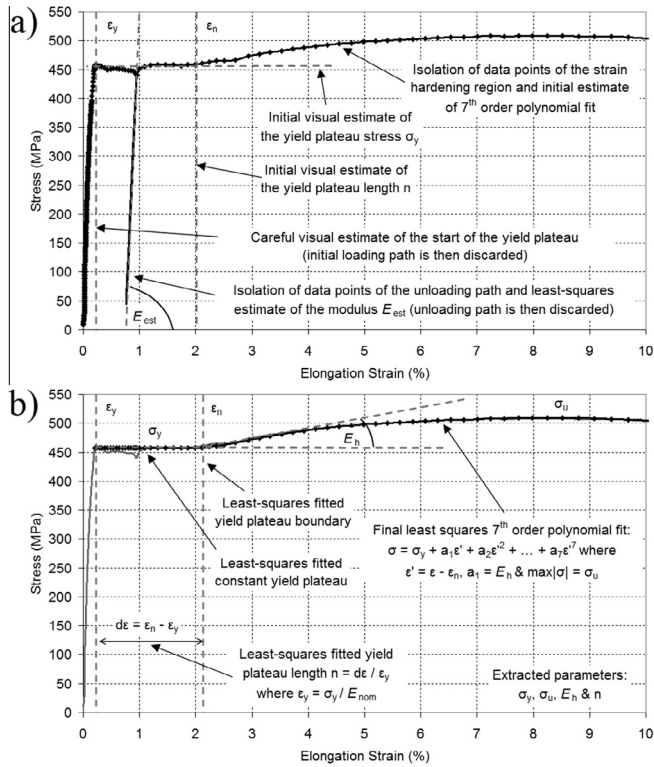 a)
εy
εn
550
500
450
400
350
300
250
200
150
100
50
0
Stress (MPa)
Isolation of data points of the strain
hardening region and initial estimate
of 7th order polynomial fit
Initial visual estimate of
the yield plateau stress σy
Initial visual estimate of
the yield plateau length n
Careful visual estimate of the start of the yield plateau
(initial loading path is then discarded)
Isolation of data points of the unloading path and least-squares
estimate of the modulus Eest (unloading path is then discarded)
Eest
0 1 2 3 4 5 6 7 8 9 10
Elongation Strain (%)
b)
εy
εn
σy
σu
Eh
550
500
450
400
350
300
250
200
150
100
50
0
Stress (MPa)
Least-squares fitted
yield plateau boundary
Least-squares fitted
constant yield plateau
Final least squares 7th order polynomial fit:
σ = σy + a1ε' + a2ε'2 + … + a7ε'7 where
ε' = ε - εn, a1 = Eh & max|σ| = σu
dε = εn - εy
Least-squares fitted yield
plateau length n = dε / εy
where εy = σy / Enom
Extracted parameters:
σy, σu, Eh & n
0 1 2 3 4 5 6 7 8 9 10
Elongation Strain (%)